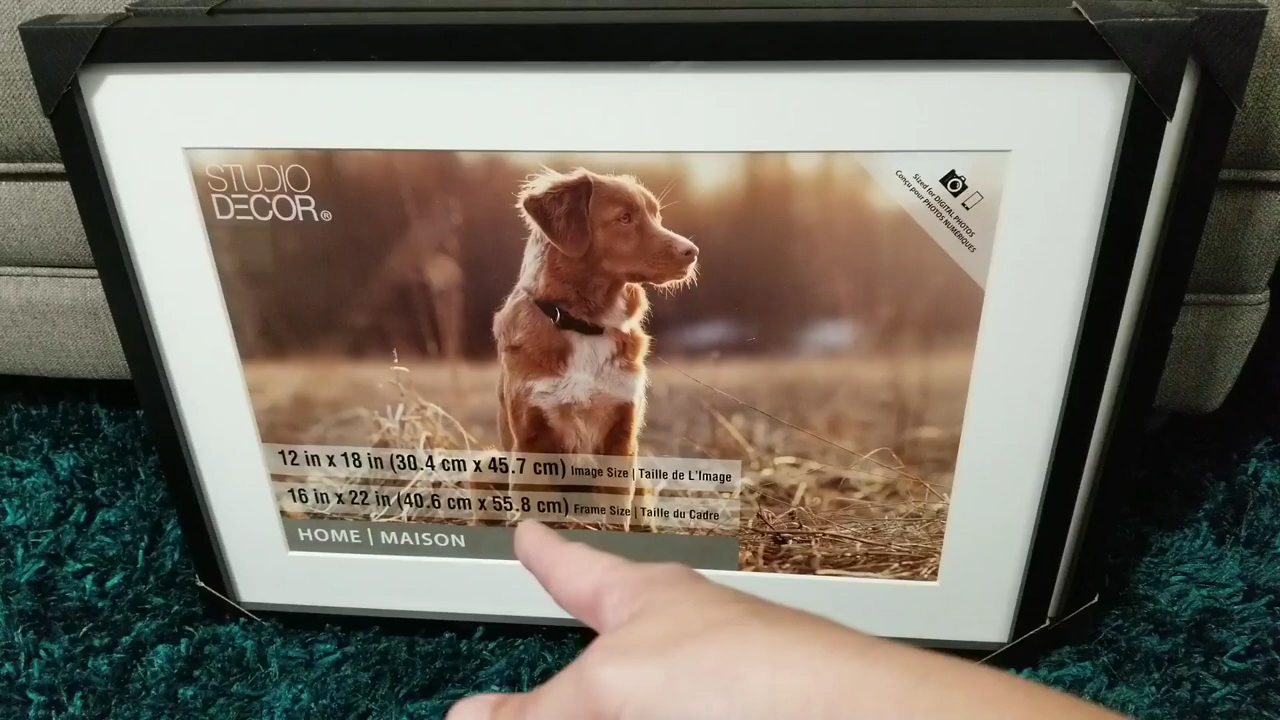 STUDIO
DECOR®
Sized for DIGITAL PHOTOS
Conçu pour PHOTOS NUMÉRIQUES
12 in x 18 in (30.4 cm x 45.7 cm) Image Size | Taille de L'Image
16 in x 22 in (40.6 cm x 55.8 cm) Frame Size | Taille du Cadre
HOME | MAISON